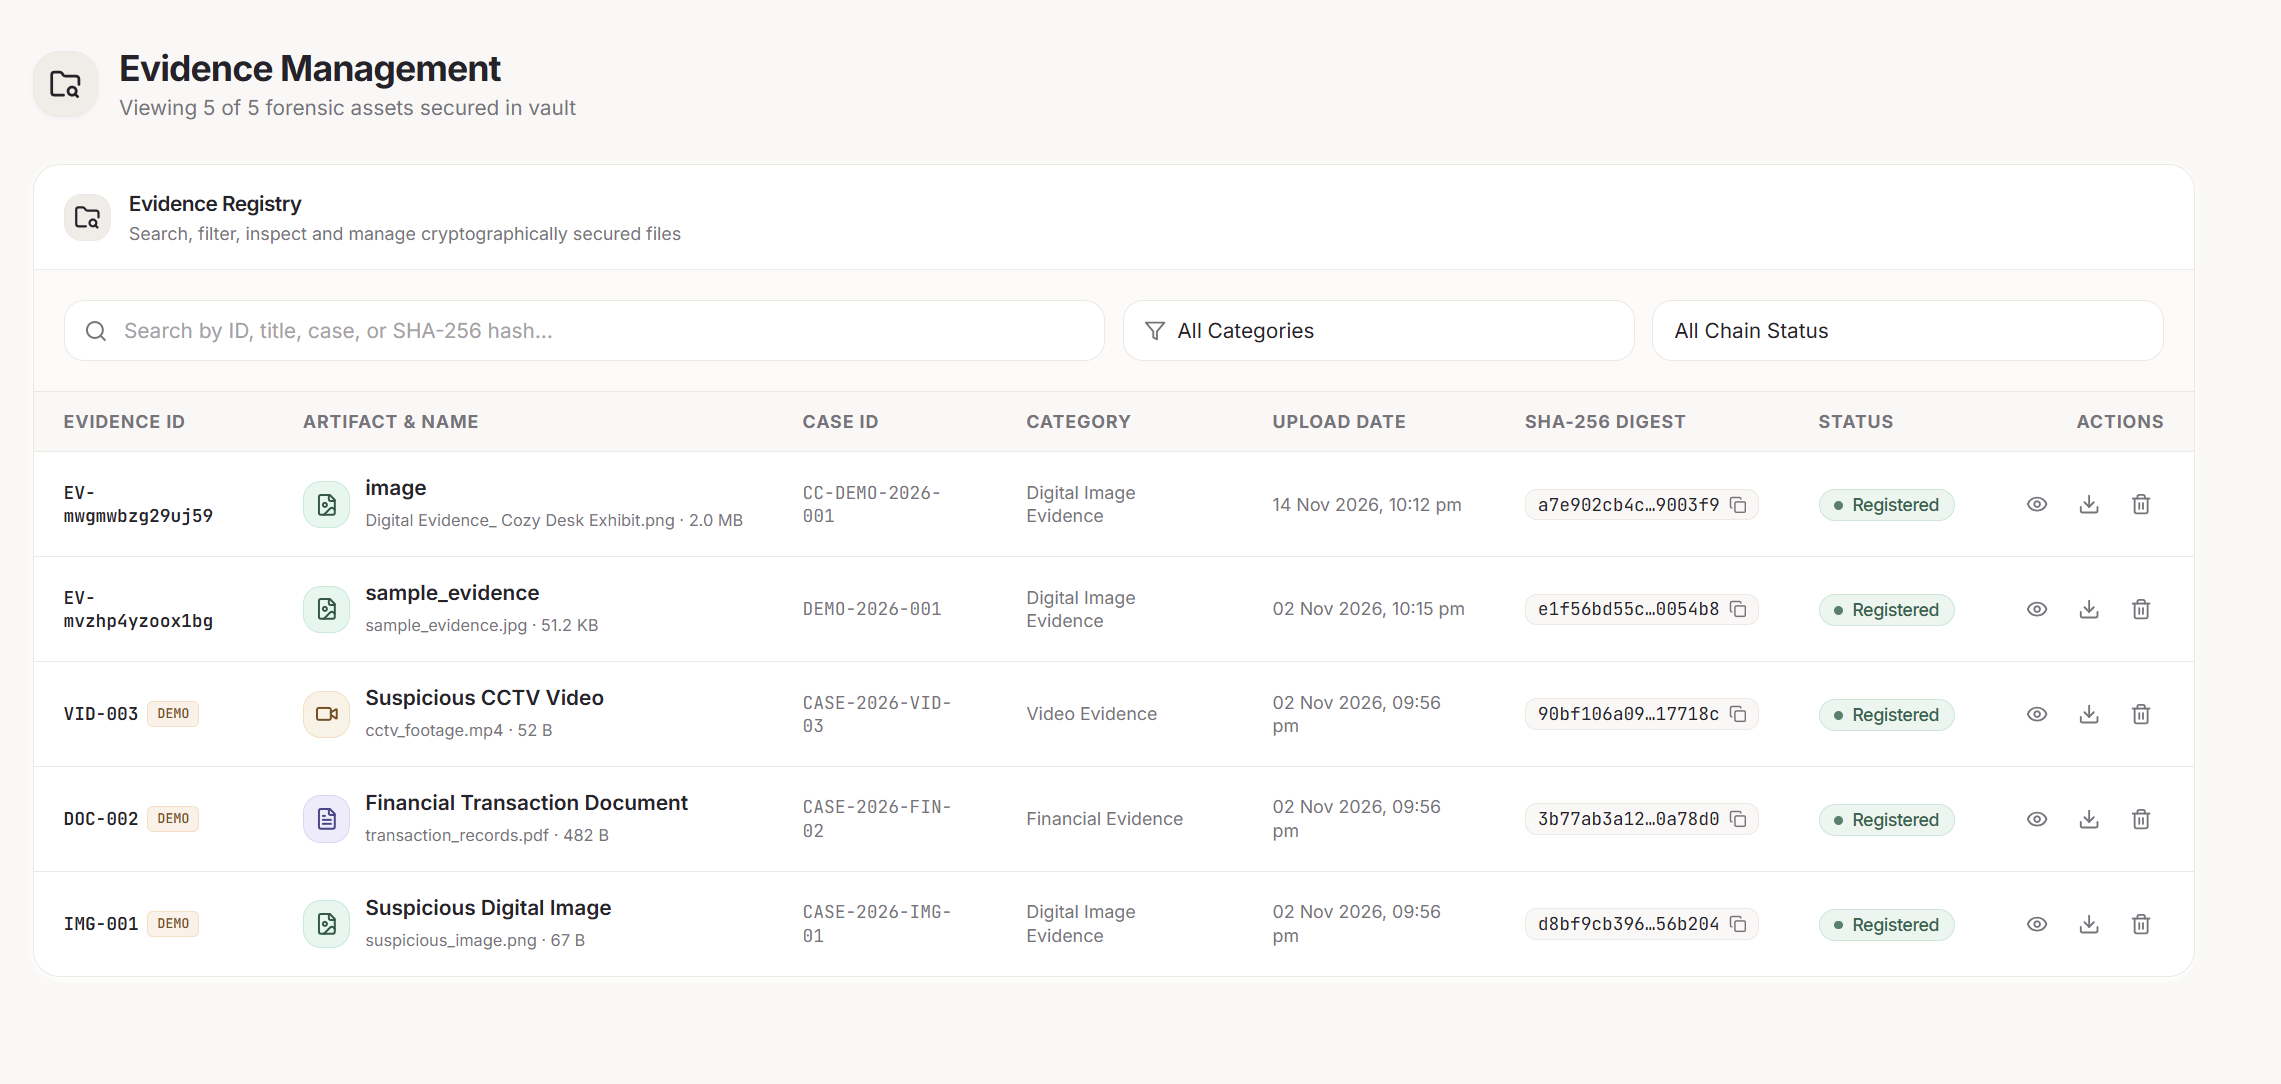 Evidence Management
Viewing 5 of 5 forensic assets secured in vault
Evidence Registry
Search, filter, inspect and manage cryptographically secured files
Search by ID, title, case, or SHA-256 hash...
All Categories
All Chain Status
EVIDENCE ID ARTIFACT & NAME CASE ID CATEGORY UPLOAD DATE SHA-256 DIGEST STATUS ACTIONS
EV-
mwgmwbzg29uj59
image
Digital Evidence_ Cozy Desk Exhibit.png · 2.0 MB
CC-DEMO-2026-
001
Digital Image
Evidence
14 Nov 2026, 10:12 pm
a7e902cb4c…9003f9
Registered
EV-
mvzhp4yzoox1bg
sample_evidence
sample_evidence.jpg · 51.2 KB
DEMO-2026-001
Digital Image
Evidence
02 Nov 2026, 10:15 pm
e1f56bd55c…0054b8
Registered
VID-003 DEMO
Suspicious CCTV Video
cctv_footage.mp4 · 52 B
CASE-2026-VID-
03
Video Evidence
02 Nov 2026, 09:56
pm
90bf106a09…17718c
Registered
DOC-002 DEMO
Financial Transaction Document
transaction_records.pdf · 482 B
CASE-2026-FIN-
02
Financial Evidence
02 Nov 2026, 09:56
pm
3b77ab3a12…0a78d0
Registered
IMG-001 DEMO
Suspicious Digital Image
suspicious_image.png · 67 B
CASE-2026-IMG-
01
Digital Image
Evidence
02 Nov 2026, 09:56
pm
d8bf9cb396…56b204
Registered